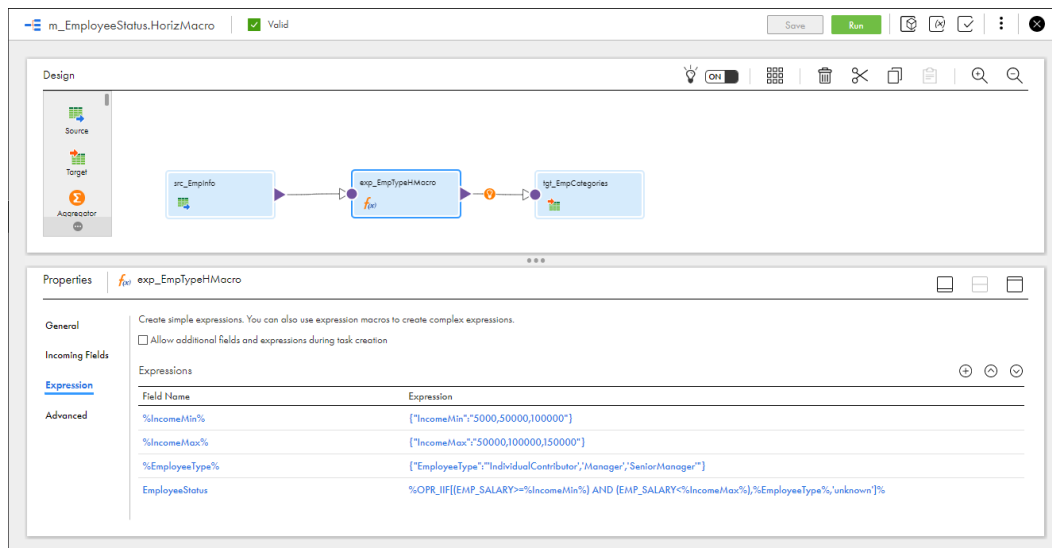 m_EmployeeStatus.HorizMacro
Valid
Save
Run
Design
ON
Source
Target
Aggregator
src_EmpInfo
exp_EmpTypeHMacro
f(x)
tgt_EmpCategories
Properties
f(x) exp_EmpTypeHMacro
General
Incoming Fields
Expression
Advanced
Create simple expressions. You can also use expression macros to create complex expressions.
Allow additional fields and expressions during task creation
Expressions
Field Name Expression
%IncomeMin% {"IncomeMin":"5000,50000,100000"}
%IncomeMax% {"IncomeMax":"50000,100000,150000"}
%EmployeeType% {"EmployeeType":"'IndividualContributor','Manager','SeniorManager'"}
EmployeeStatus %OPR_IIF[(EMP_SALARY>=%IncomeMin%) AND (EMP_SALARY<%IncomeMax%),%EmployeeType%,'unknown']%